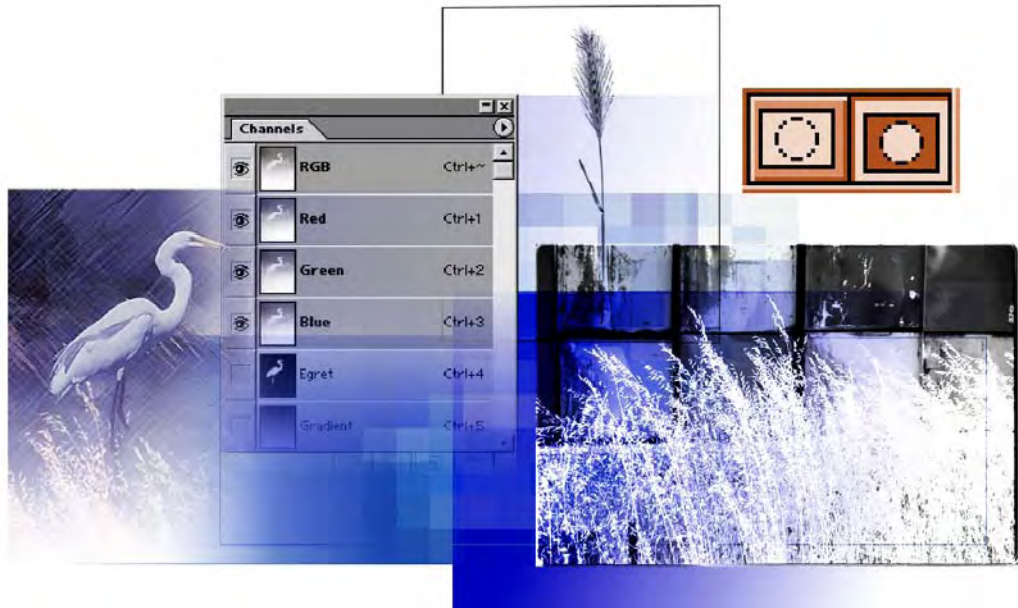 Channels
RGB Ctrl+~
Red Ctrl+1
Green Ctrl+2
Blue Ctrl+3
Egret Ctrl+4
Gradient Ctrl+5